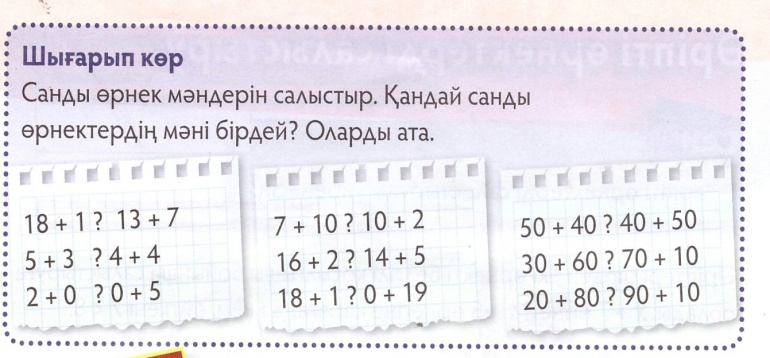 Шығарып көр
Санды өрнек мәндерін салыстыр. Қандай санды
өрнектердің мәні бірдей? Оларды ата.
18 + 1 ? 13 + 7
5 + 3 ? 4 + 4
2 + 0 ? 0 + 5
7 + 10 ? 10 + 2
16 + 2 ? 14 + 5
18 + 1 ? 0 + 19
50 + 40 ? 40 + 50
30 + 60 ? 70 + 10
20 + 80 ? 90 + 10